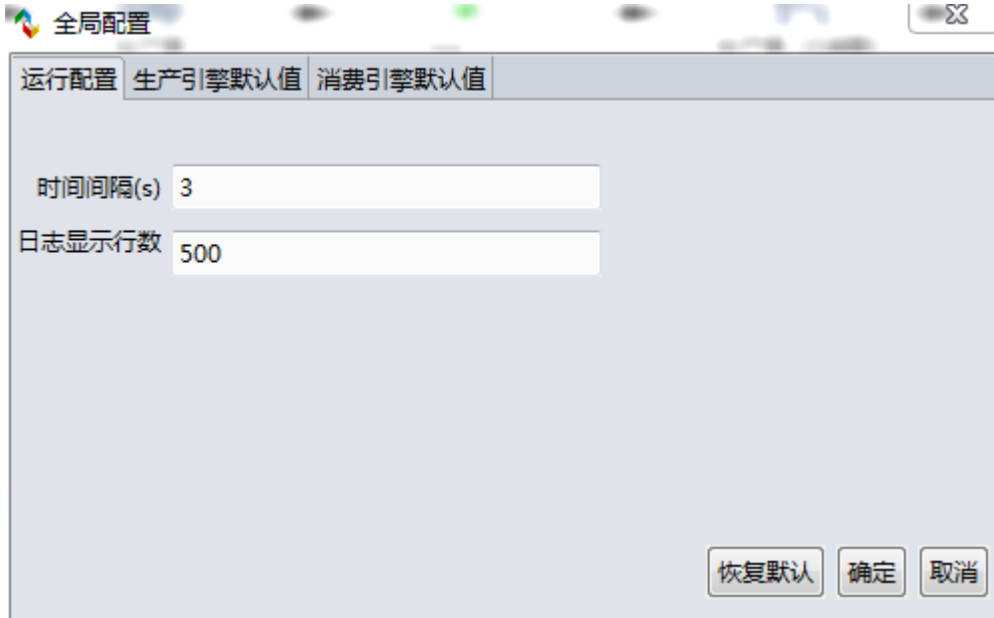 全局配置
运行配置 生产引擎默认值 消费引擎默认值
时间间隔(s) 3
日志显示行数 500
恢复默认 确定 取消